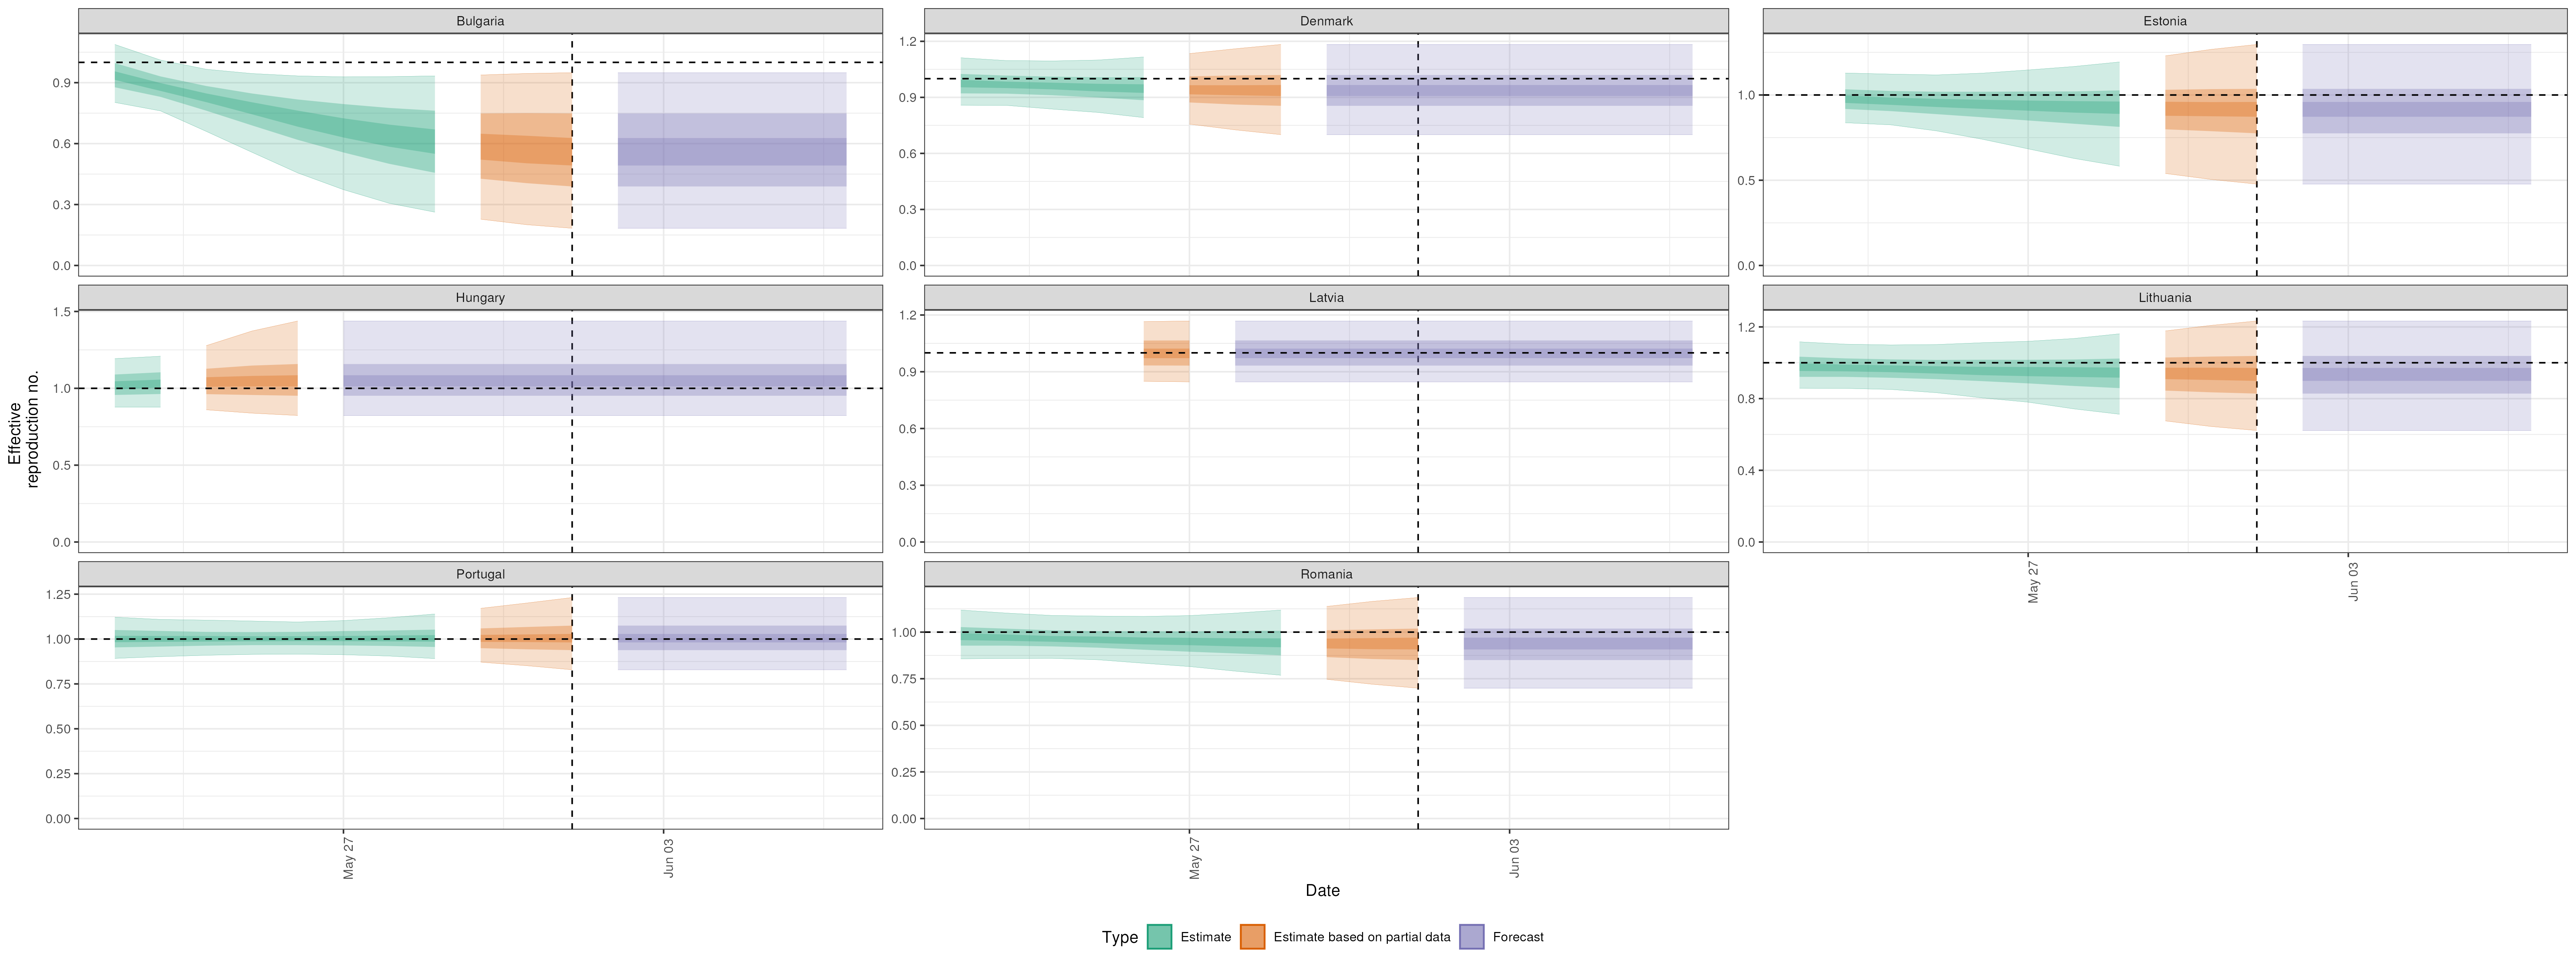 Bulgaria
Denmark
Estonia
0.9
0.6
0.3
0.0
1.2
0.9
0.6
0.3
0.0
1.0
0.5
0.0
Hungary
Latvia
Lithuania
1.5
1.0
0.5
0.0
1.2
0.9
0.6
0.3
0.0
1.2
0.8
0.4
0.0
May 27
Jun 03
Effective
reproduction no.
Portugal
Romania
1.25
1.00
0.75
0.50
0.25
0.00
1.00
0.75
0.50
0.25
0.00
May 27
Jun 03
May 27
Jun 03
Date
Type Estimate Estimate based on partial data Forecast